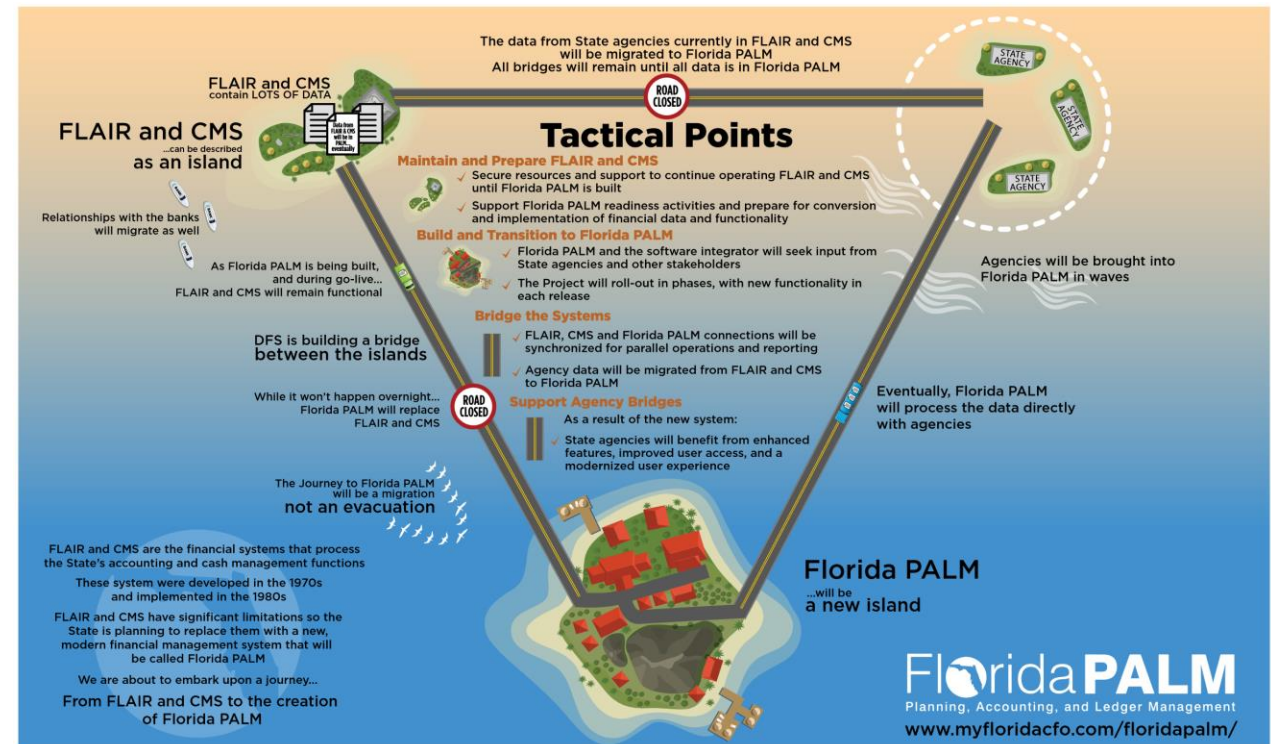 The data from State agencies currently in FLAIR and CMS
will be migrated to Florida PALM
All bridges will remain until all data is in Florida PALM
ROAD
CLOSED
STATE
AGENCY
STATE
AGENCY
STATE
AGENCY
FLAIR and CMS
contain LOTS OF DATA
Data from
FLAIR & CMS
will be in
PALM...
eventually
FLAIR and CMS
...can be described
as an island
Relationships with the banks
will migrate as well
As Florida PALM is being built,
and during go-live...
FLAIR and CMS will remain functional
DFS is building a bridge
between the islands
While it won't happen overnight...
Florida PALM will replace
FLAIR and CMS
ROAD
CLOSED
The Journey to Florida PALM
will be a migration
not an evacuation
FLAIR and CMS are the financial systems that process
the State's accounting and cash management functions
These system were developed in the 1970s
and implemented in the 1980s
FLAIR and CMS have significant limitations so the
State is planning to replace them with a new,
modern financial management system that will
be called Florida PALM
We are about to embark upon a journey...
From FLAIR and CMS to the creation
of Florida PALM
Tactical Points
Maintain and Prepare FLAIR and CMS
✓ Secure resources and support to continue operating FLAIR and CMS
until Florida PALM is built
✓ Support Florida PALM readiness activities and prepare for conversion
and implementation of financial data and functionality
Build and Transition to Florida PALM
✓ Florida PALM and the software integrator will seek input from
State agencies and other stakeholders
✓ The Project will roll-out in phases, with new functionality in
each release
Bridge the Systems
✓ FLAIR, CMS and Florida PALM connections will be
synchronized for parallel operations and reporting
✓ Agency data will be migrated from FLAIR and CMS
to Florida PALM
Support Agency Bridges
As a result of the new system:
✓ State agencies will benefit from enhanced
features, improved user access, and a
modernized user experience
Agencies will be brought into
Florida PALM in waves
Eventually, Florida PALM
will process the data directly
with agencies
Florida PALM
...will be
a new island
Florida PALM
Planning, Accounting, and Ledger Management
www.myfloridacfo.com/floridapalm/